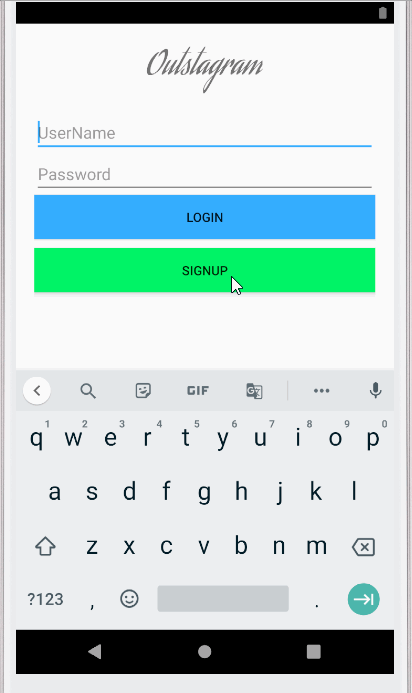 Outstagram
UserName
Password
LOGIN
SIGNUP
GIF
G
1 2 3 4 5 6 7 8 9 0
q w e r t y u i o p
a s d f g h j k l
z x c v b n m
?123 , .